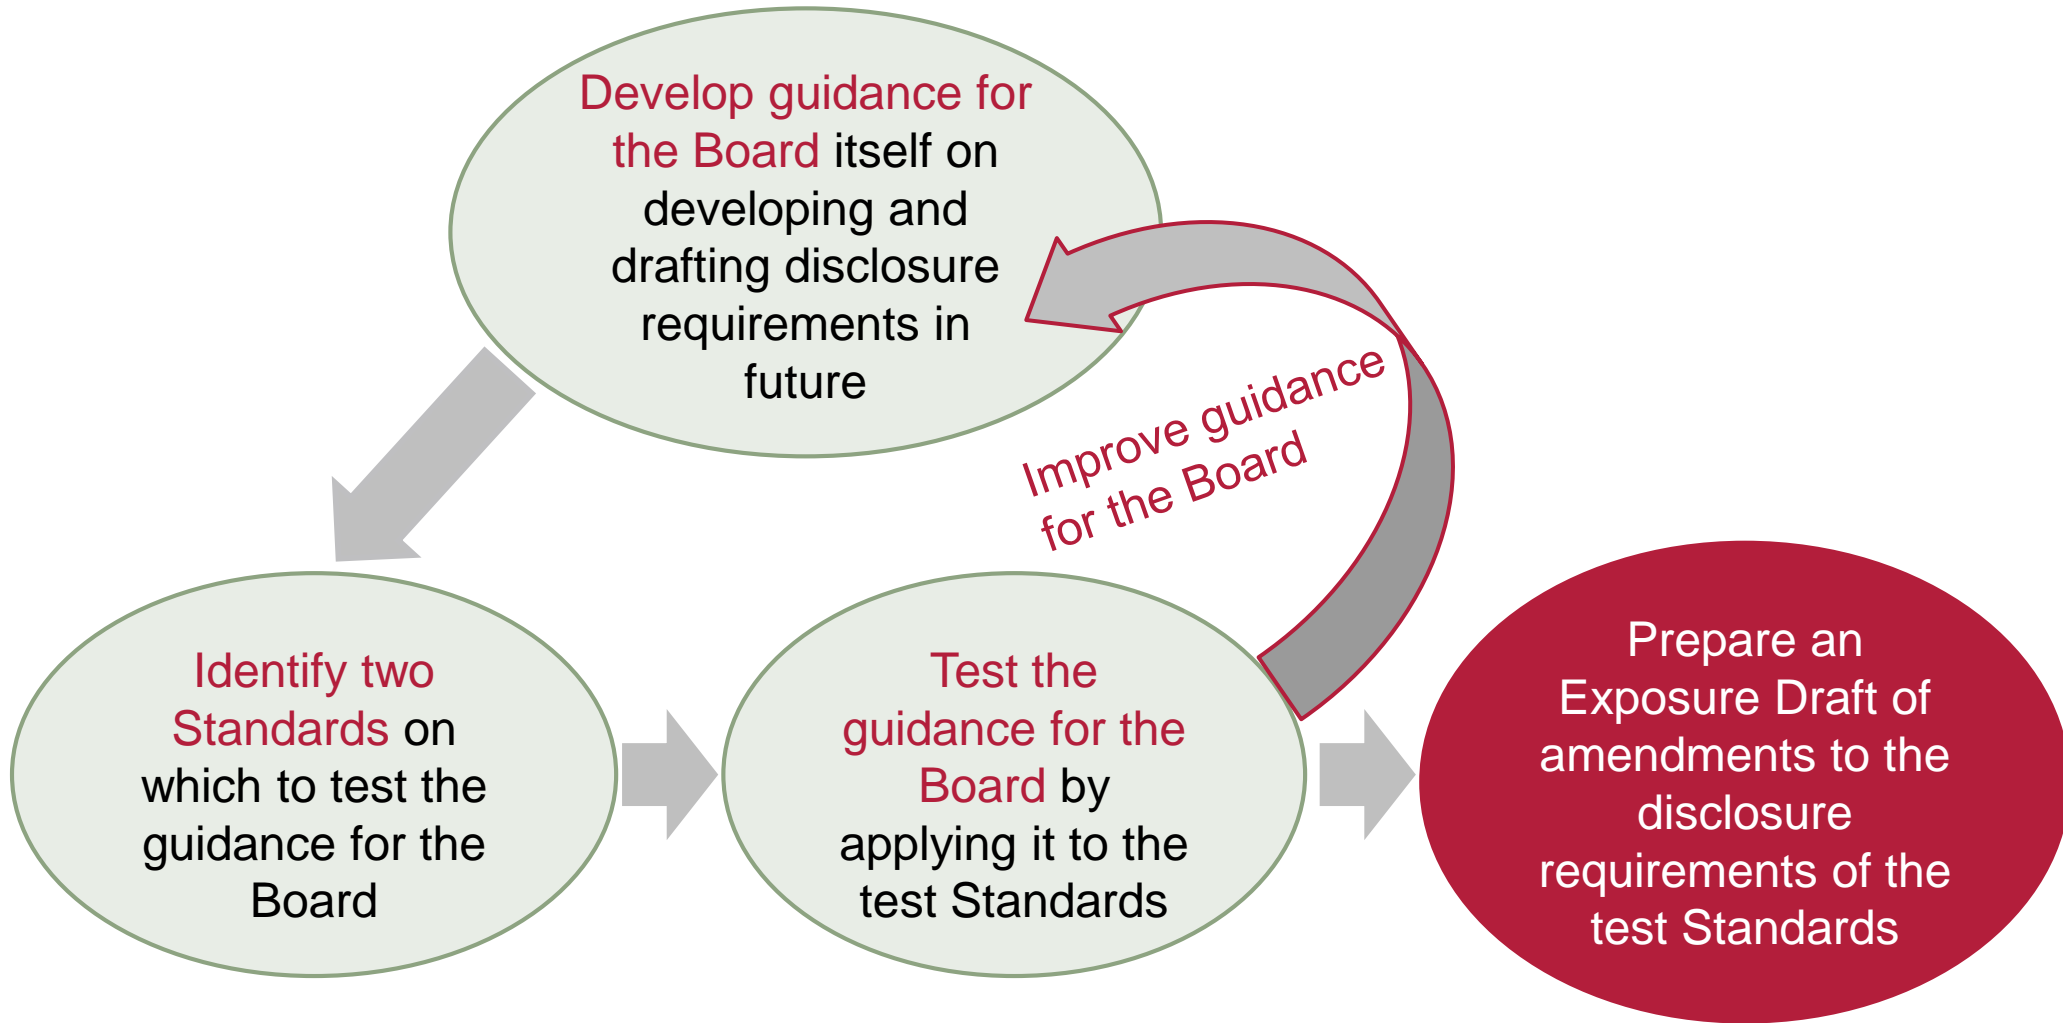 Develop guidance for
the Board itself on
developing and
drafting disclosure
requirements in
future
Improve guidance
for the Board
Identify two
Standards on
which to test the
guidance for the
Board
Test the
guidance for the
Board by
applying it to the
test Standards
Prepare an
Exposure Draft of
amendments to the
disclosure
requirements of the
test Standards